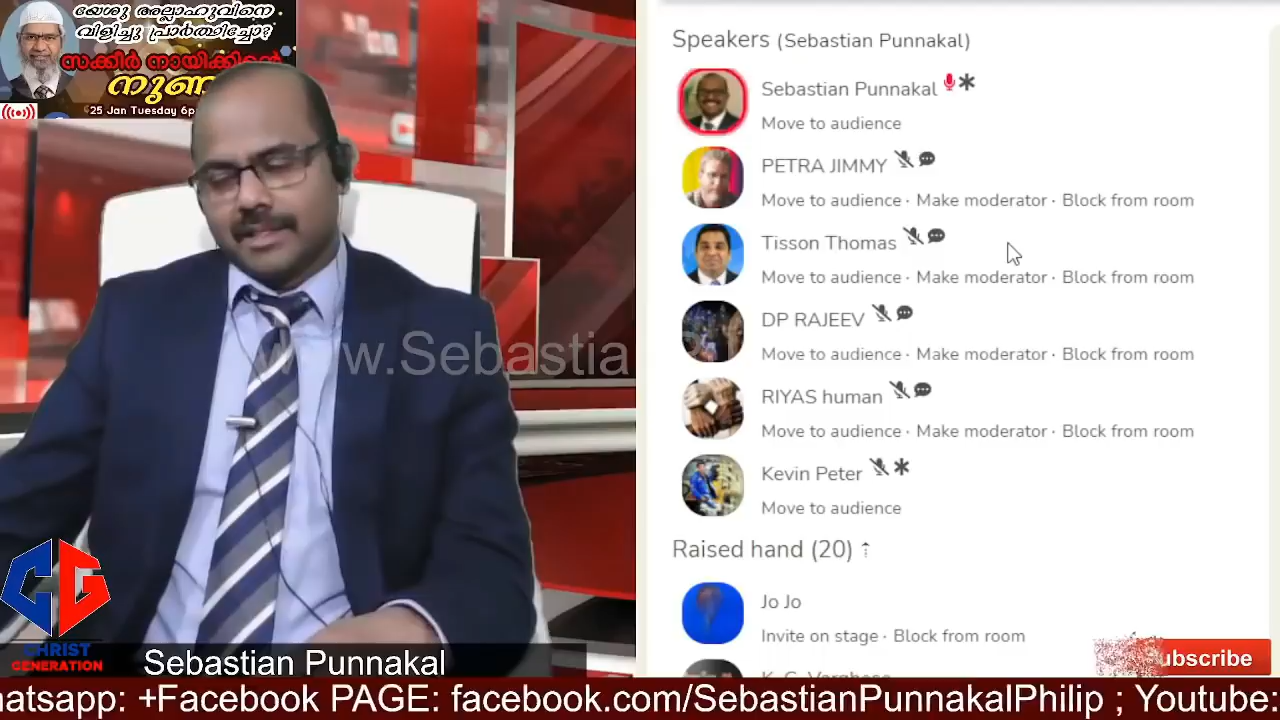 യേശു അല്ലാഹുവിനെ
വിളിച്ചു പ്രാർത്ഥിച്ചോ?
സക്കീർ നായിക്കിന്റെ
നുണ
25 Jan Tuesday 6p
www.Sebastia
CG
CHRIST
GENERATION
Sebastian Punnakal
Speakers (Sebastian Punnakal)
Sebastian Punnakal
Move to audience
PETRA JIMMY
Move to audience · Make moderator · Block from room
Tisson Thomas
Move to audience · Make moderator · Block from room
DP RAJEEV
Move to audience · Make moderator · Block from room
RIYAS human
Move to audience · Make moderator · Block from room
Kevin Peter
Move to audience
Raised hand (20)
Jo Jo
Invite on stage · Block from room
K. G. Varghese
ubscribe
hatsapp: +Facebook PAGE: facebook.com/SebastianPunnakalPhilip ; Youtube: